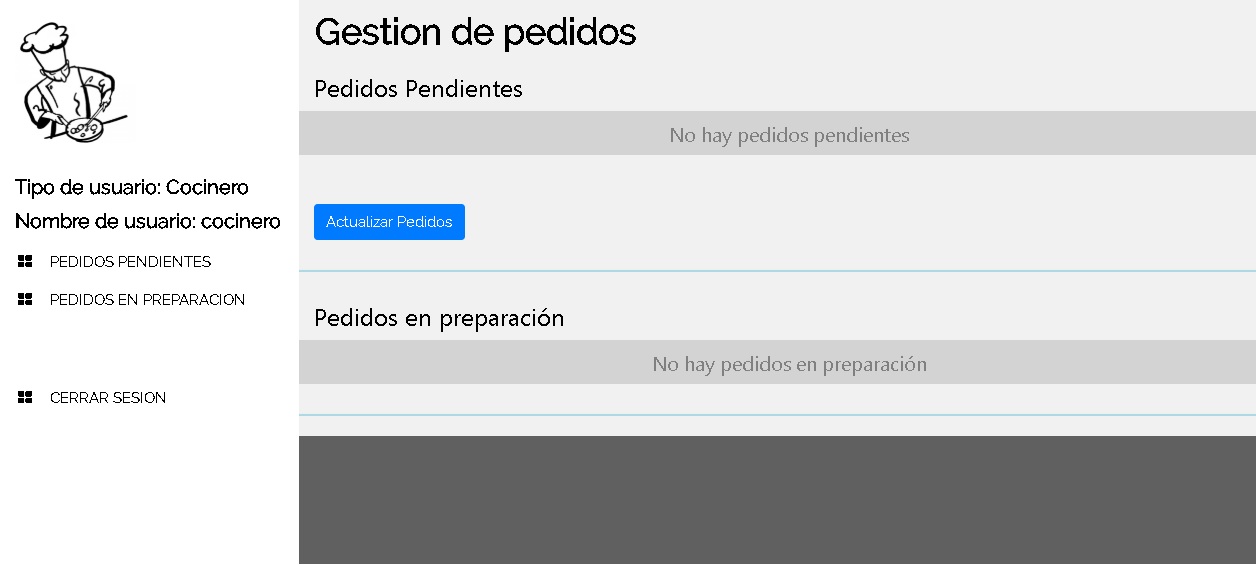 Tipo de usuario: Cocinero
Nombre de usuario: cocinero
PEDIDOS PENDIENTES
PEDIDOS EN PREPARACION
CERRAR SESION
Gestion de pedidos
Pedidos Pendientes
No hay pedidos pendientes
Actualizar Pedidos
Pedidos en preparación
No hay pedidos en preparación